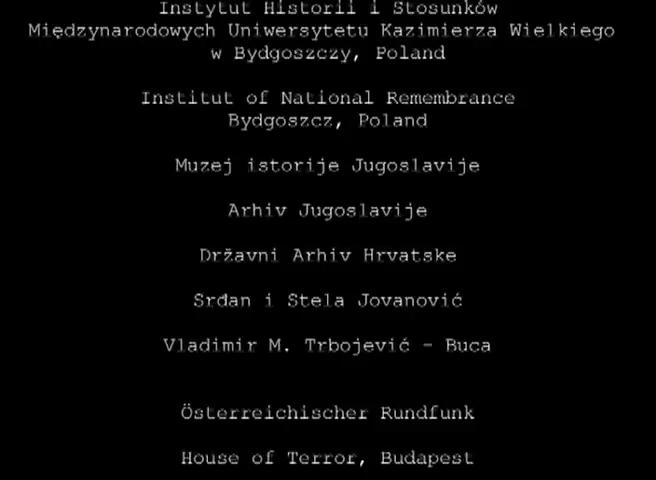 Instytut Historii i Stosunków
Międzynarodowych Uniwersytetu Kazimierza Wielkiego
w Bydgoszczy, Poland
Institut of National Remembrance
Bydgoszcz, Poland
Muzej istorije Jugoslavije
Arhiv Jugoslavije
Državni Arhiv Hrvatske
Srđan i Stela Jovanović
Vladimir M. Trbojević - Buca
Österreichischer Rundfunk
House of Terror, Budapest